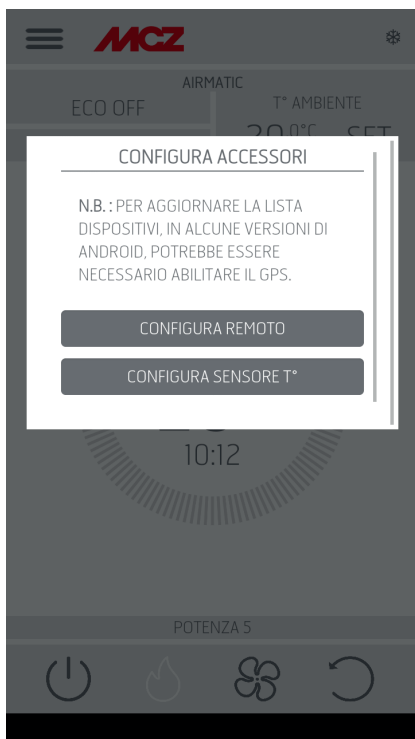 MCZ
AIRMATIC
ECO OFF
T° AMBIENTE
SET
CONFIGURA ACCESSORI
N.B. : PER AGGIORNARE LA LISTA
DISPOSITIVI, IN ALCUNE VERSIONI DI
ANDROID, POTREBBE ESSERE
NECESSARIO ABILITARE IL GPS.
CONFIGURA REMOTO
CONFIGURA SENSORE T°
10:12
POTENZA 5